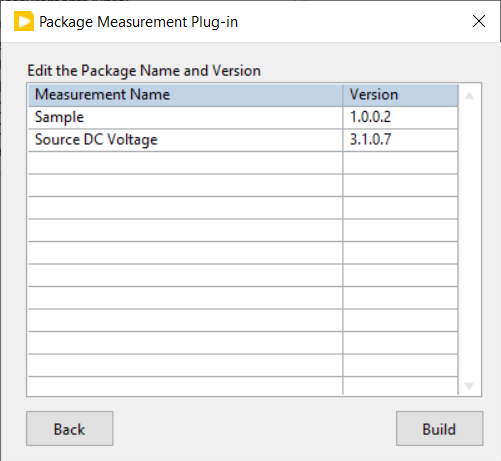 Package Measurement Plug-in
Edit the Package Name and Version
Measurement Name Version
Sample 1.0.0.2
Source DC Voltage 3.1.0.7
Back Build